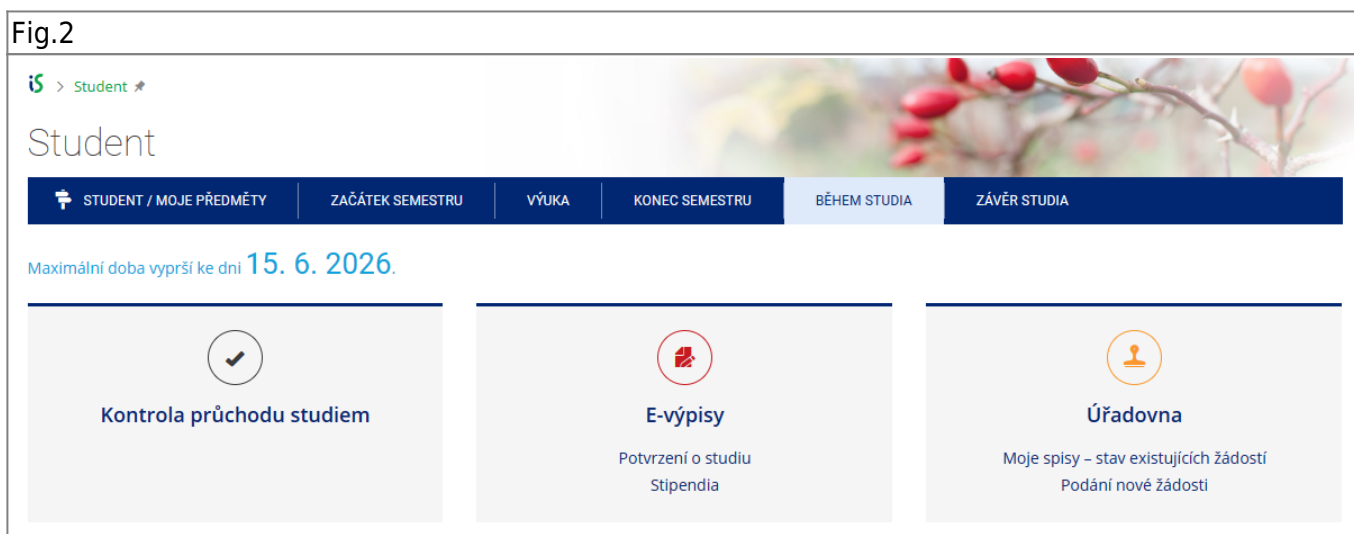 Fig.2
iS > Student
Student
STUDENT / MOJE PŘEDMĚTY ZAČÁTEK SEMESTRU VÝUKA KONEC SEMESTRU BĚHEM STUDIA ZÁVĚR STUDIA
Maximální doba vyprší ke dni 15. 6. 2026.
Kontrola průchodu studiem
E-výpisy
Potvrzení o studiu
Stipendia
Úřadovna
Moje spisy – stav existujících žádostí
Podání nové žádosti